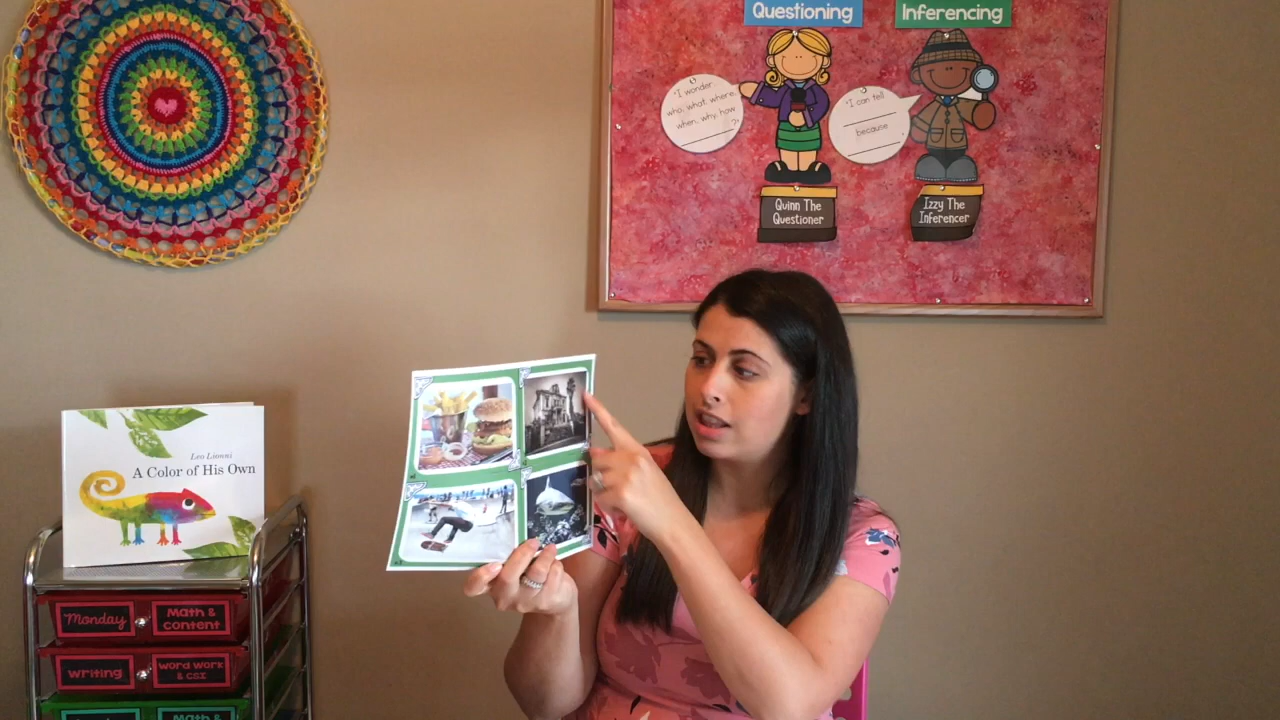 Questioning
Inferencing
"I wonder,
who, what, where,
when, why, how
?"
"I can tell
because
Quinn The
Questioner
Izzy The
Inferencer
Leo Lionni
A Color of His Own
Monday
Math &
content
writing
word work
& CSI
Math &